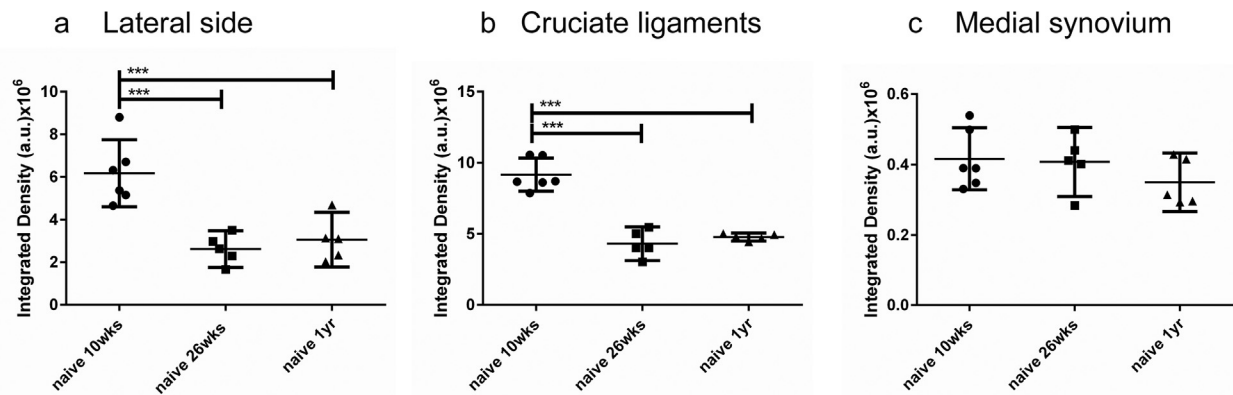 a Lateral side
Integrated Density (a.u.)x10⁶
10
8
6
4
2
0
***
***
naive 10wks
naive 26wks
naive 1yr
b Cruciate ligaments
Integrated Density (a.u.)x10⁶
15
10
5
0
***
***
naive 10wks
naive 26wks
naive 1yr
c Medial synovium
Integrated Density (a.u.)x10⁶
0.6
0.4
0.2
0.0
naive 10wks
naive 26wks
naive 1yr